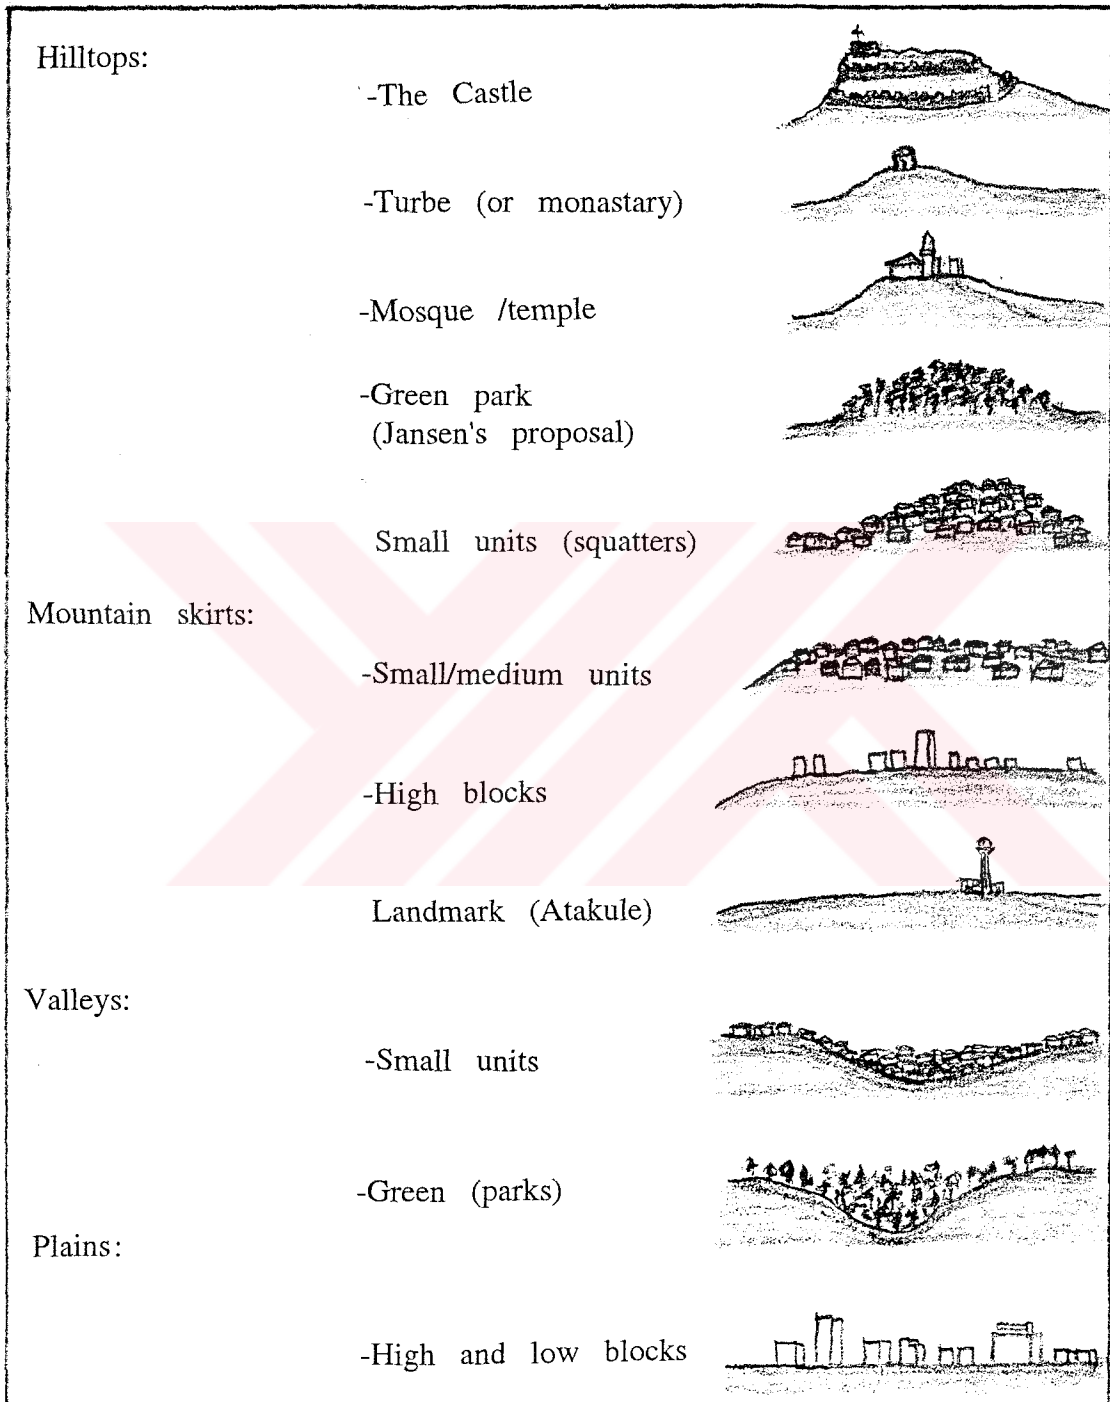 Hilltops:
-The Castle
-Turbe (or monastary)
-Mosque /temple
-Green park
(Jansen's proposal)
Small units (squatters)
Mountain skirts:
-Small/medium units
-High blocks
Landmark (Atakule)
Valleys:
-Small units
-Green (parks)
Plains:
-High and low blocks